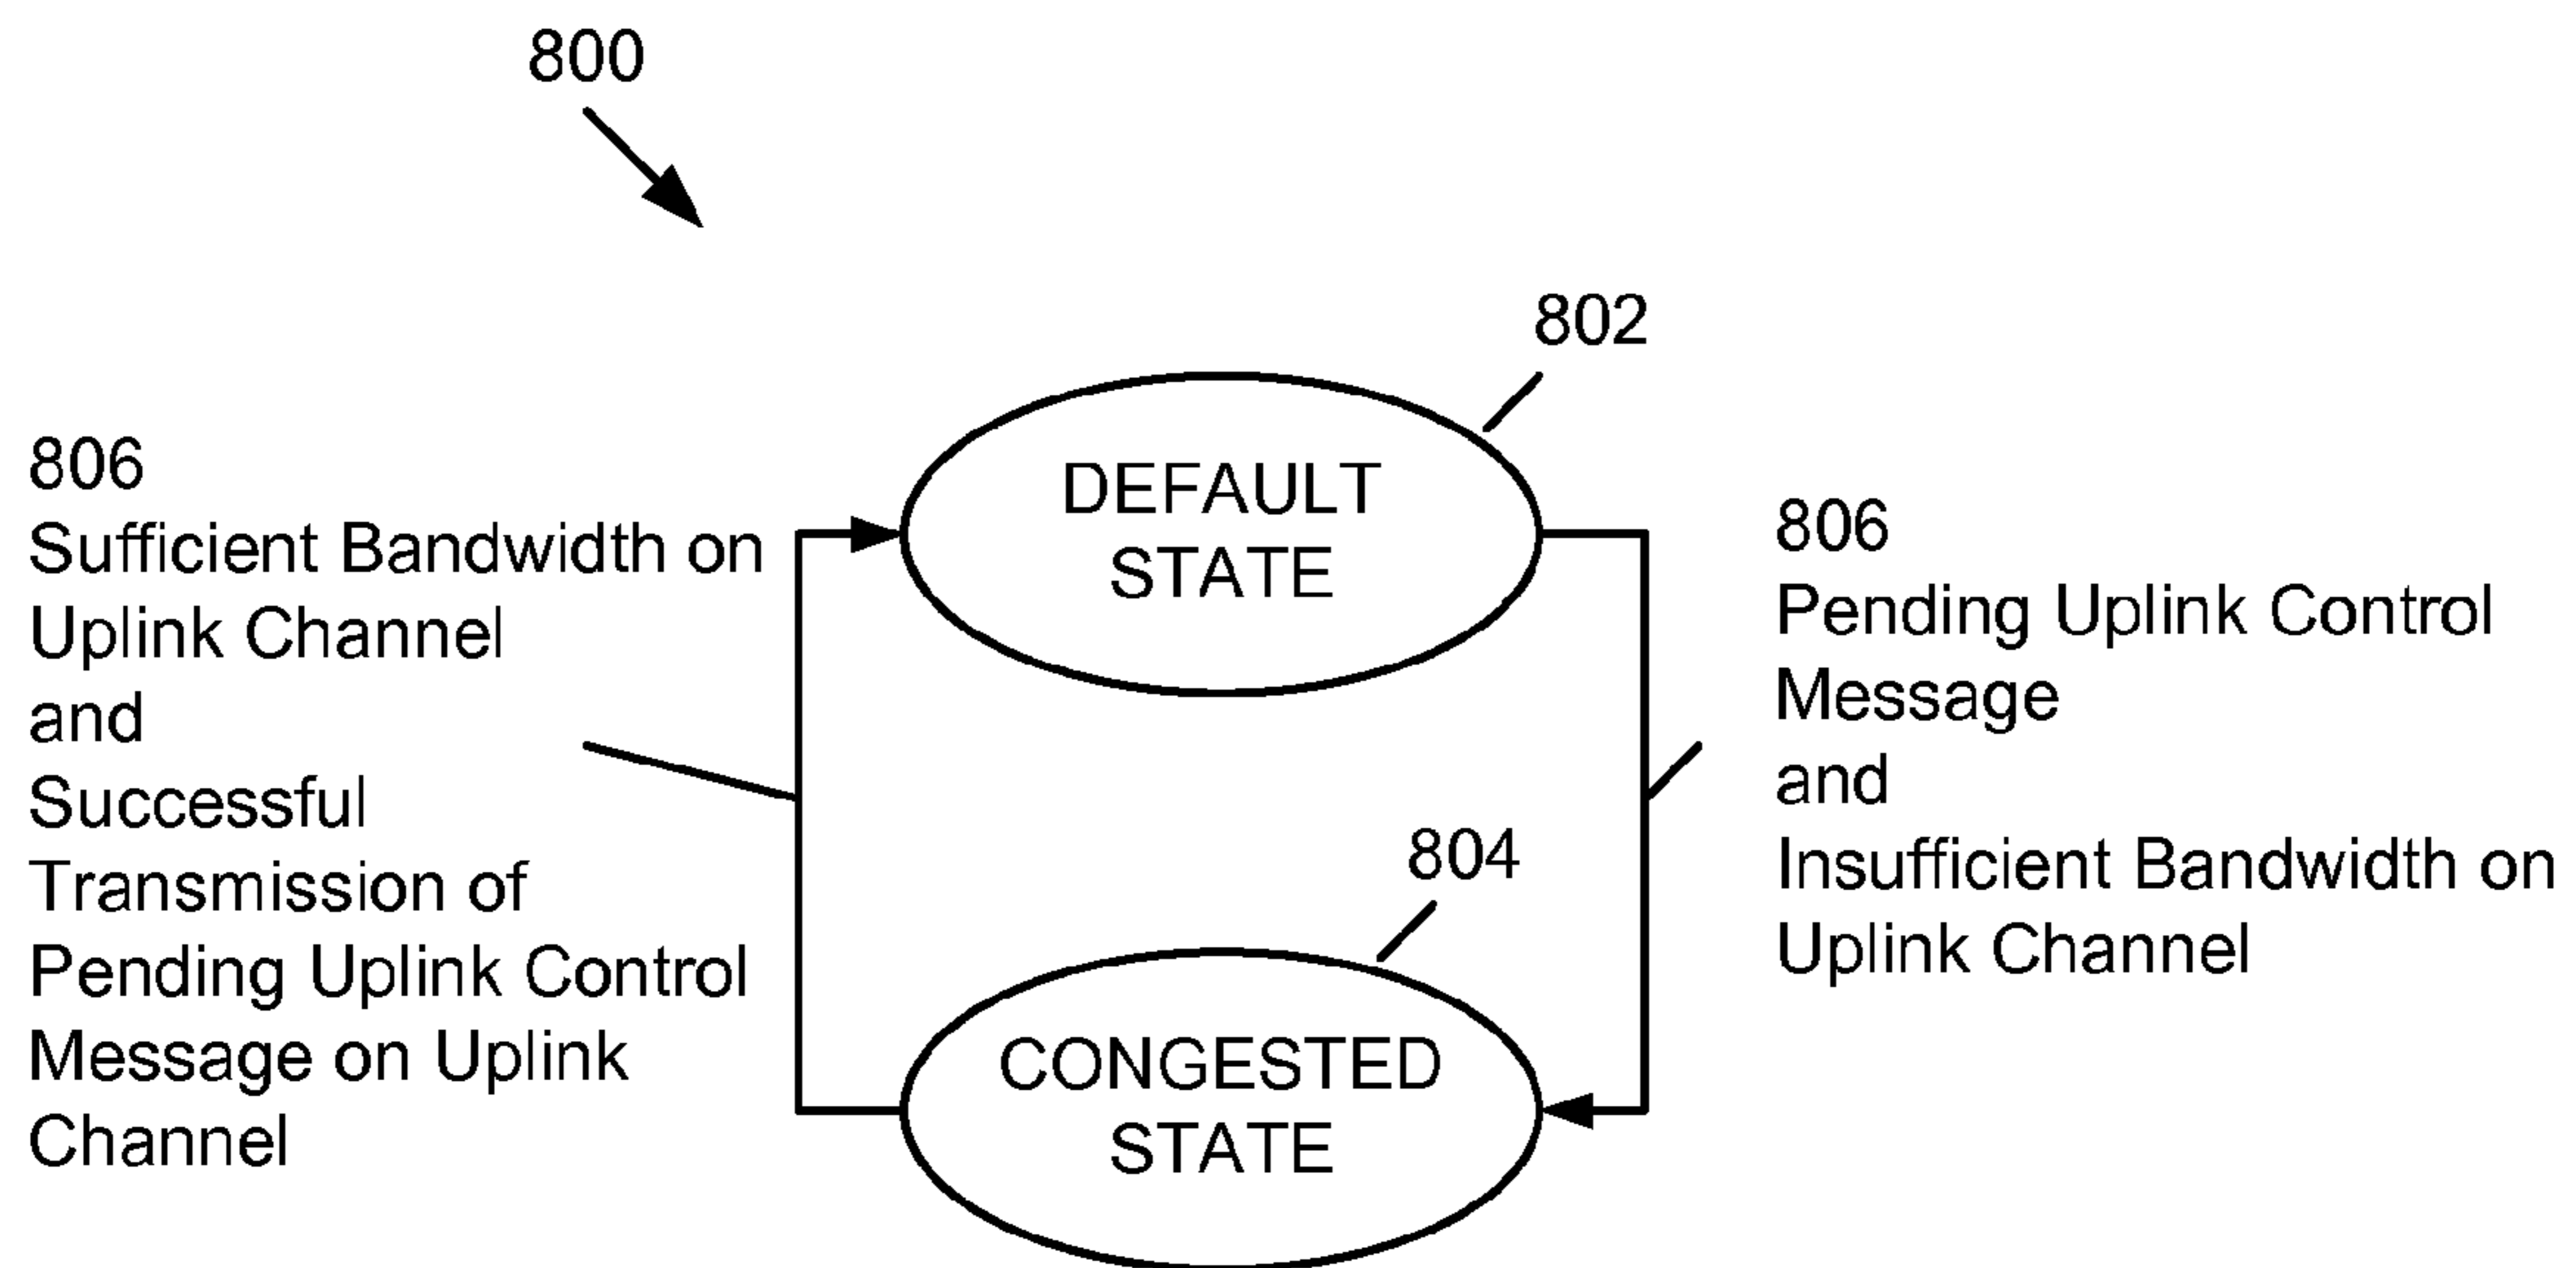 800
802
DEFAULT
STATE
806
Sufficient Bandwidth on
Uplink Channel
and
Successful
Transmission of
Pending Uplink Control
Message on Uplink
Channel
806
Pending Uplink Control
Message
and
Insufficient Bandwidth on
Uplink Channel
804
CONGESTED
STATE